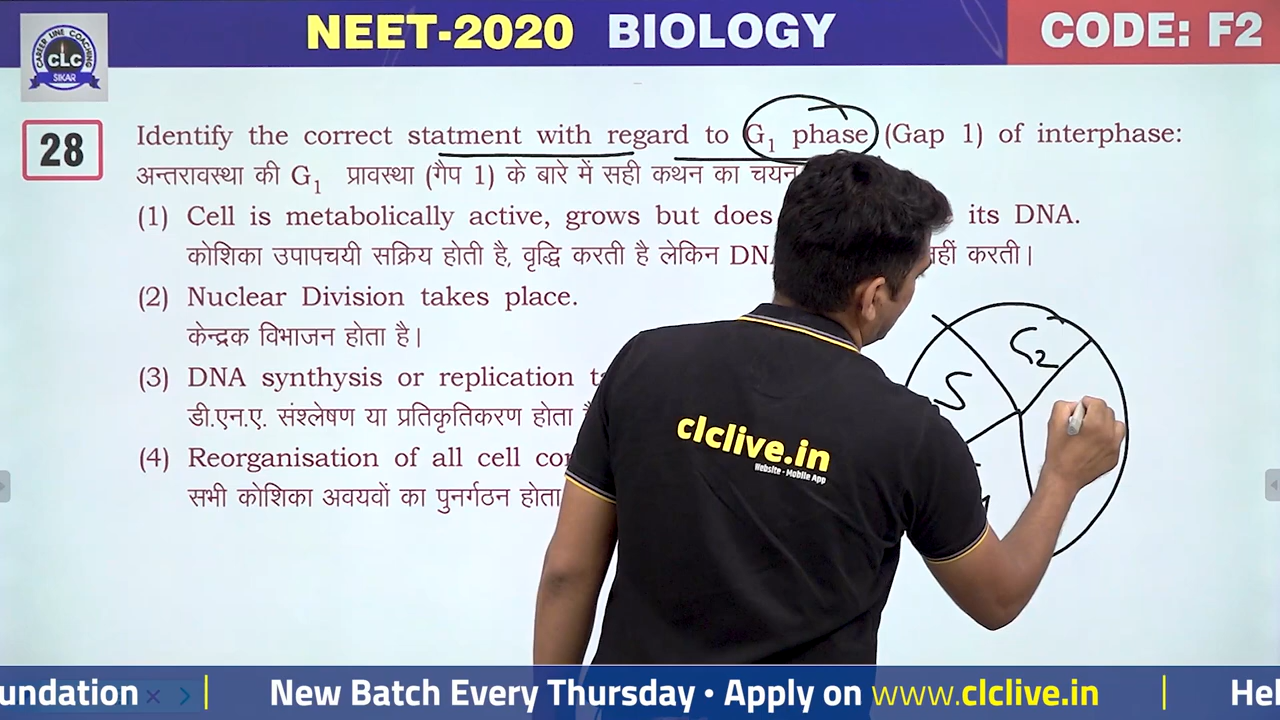 NEET-2020 BIOLOGY
CODE: F2
CAREER LINE COACHING
CLC
SIKAR
28
Identify the correct statment with regard to G₁ phase (Gap 1) of interphase:
अन्तरावस्था की G₁ प्रावस्था (गैप 1) के बारे में सही कथन का चयन
(1) Cell is metabolically active, grows but does its DNA.
कोशिका उपापचयी सक्रिय होती है, वृद्धि करती है लेकिन DNA नहीं करती।
(2) Nuclear Division takes place.
केन्द्रक विभाजन होता है।
(3) DNA synthysis or replication
डी.एन.ए. संश्लेषण या प्रतिकृतिकरण होता
(4) Reorganisation of all cell
सभी कोशिका अवयवों का पुनर्गठन होता
G2
S
clclive.in
Website - Mobile App
undation | New Batch Every Thursday • Apply on www.clclive.in | Hel